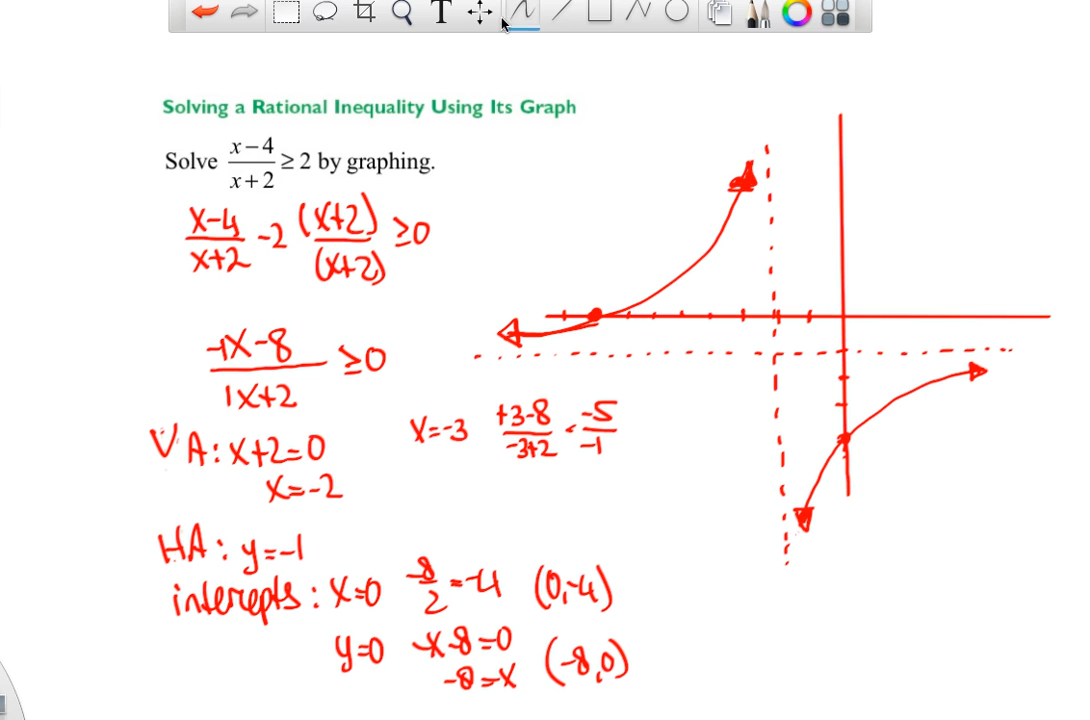 T
Solving a Rational Inequality Using Its Graph
Solve x-4/x+2 ≥ 2 by graphing.
x-4/x+2 -2 (x+2)/(x+2) ≥0
-1x-8/1x+2 ≥0
VA: x+2=0
x=-2
x=-3 +3-8/-3+2 = -5/-1
HA: y=-1
intercepts: x=0 -8/2 =-4 (0,-4)
y=0 -x-8=0 (-8,0)
-8=x